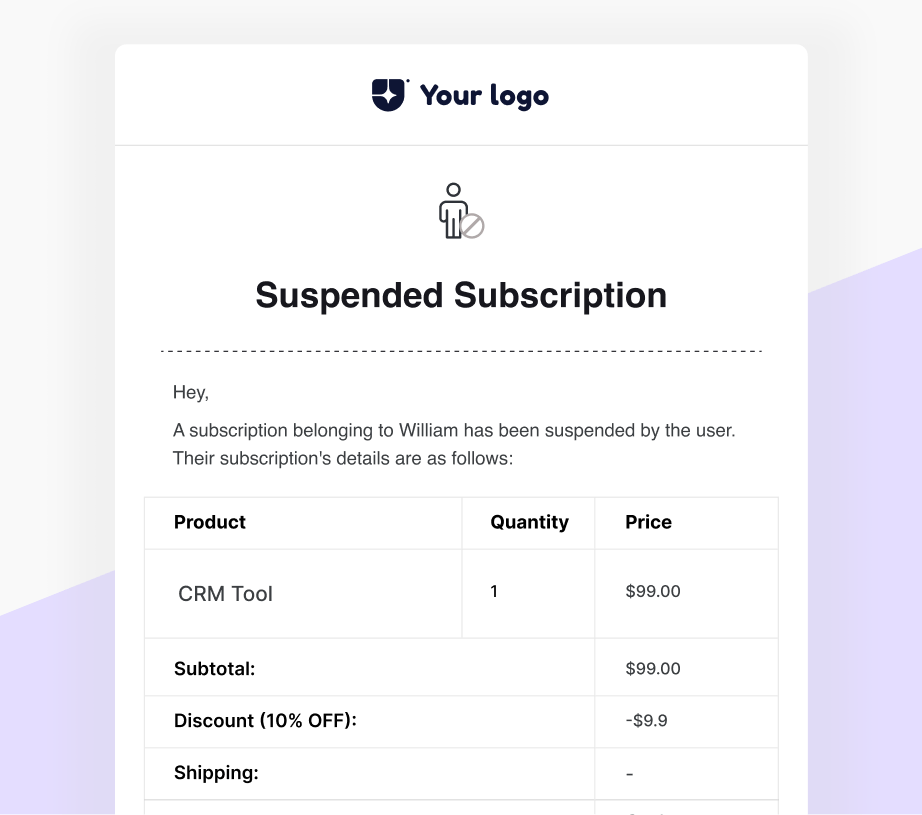 Your logo
Suspended Subscription
Hey,
A subscription belonging to William has been suspended by the user.
Their subscription's details are as follows:
Product Quantity Price
CRM Tool 1 $99.00
Subtotal: $99.00
Discount (10% OFF): -$9.9
Shipping: -